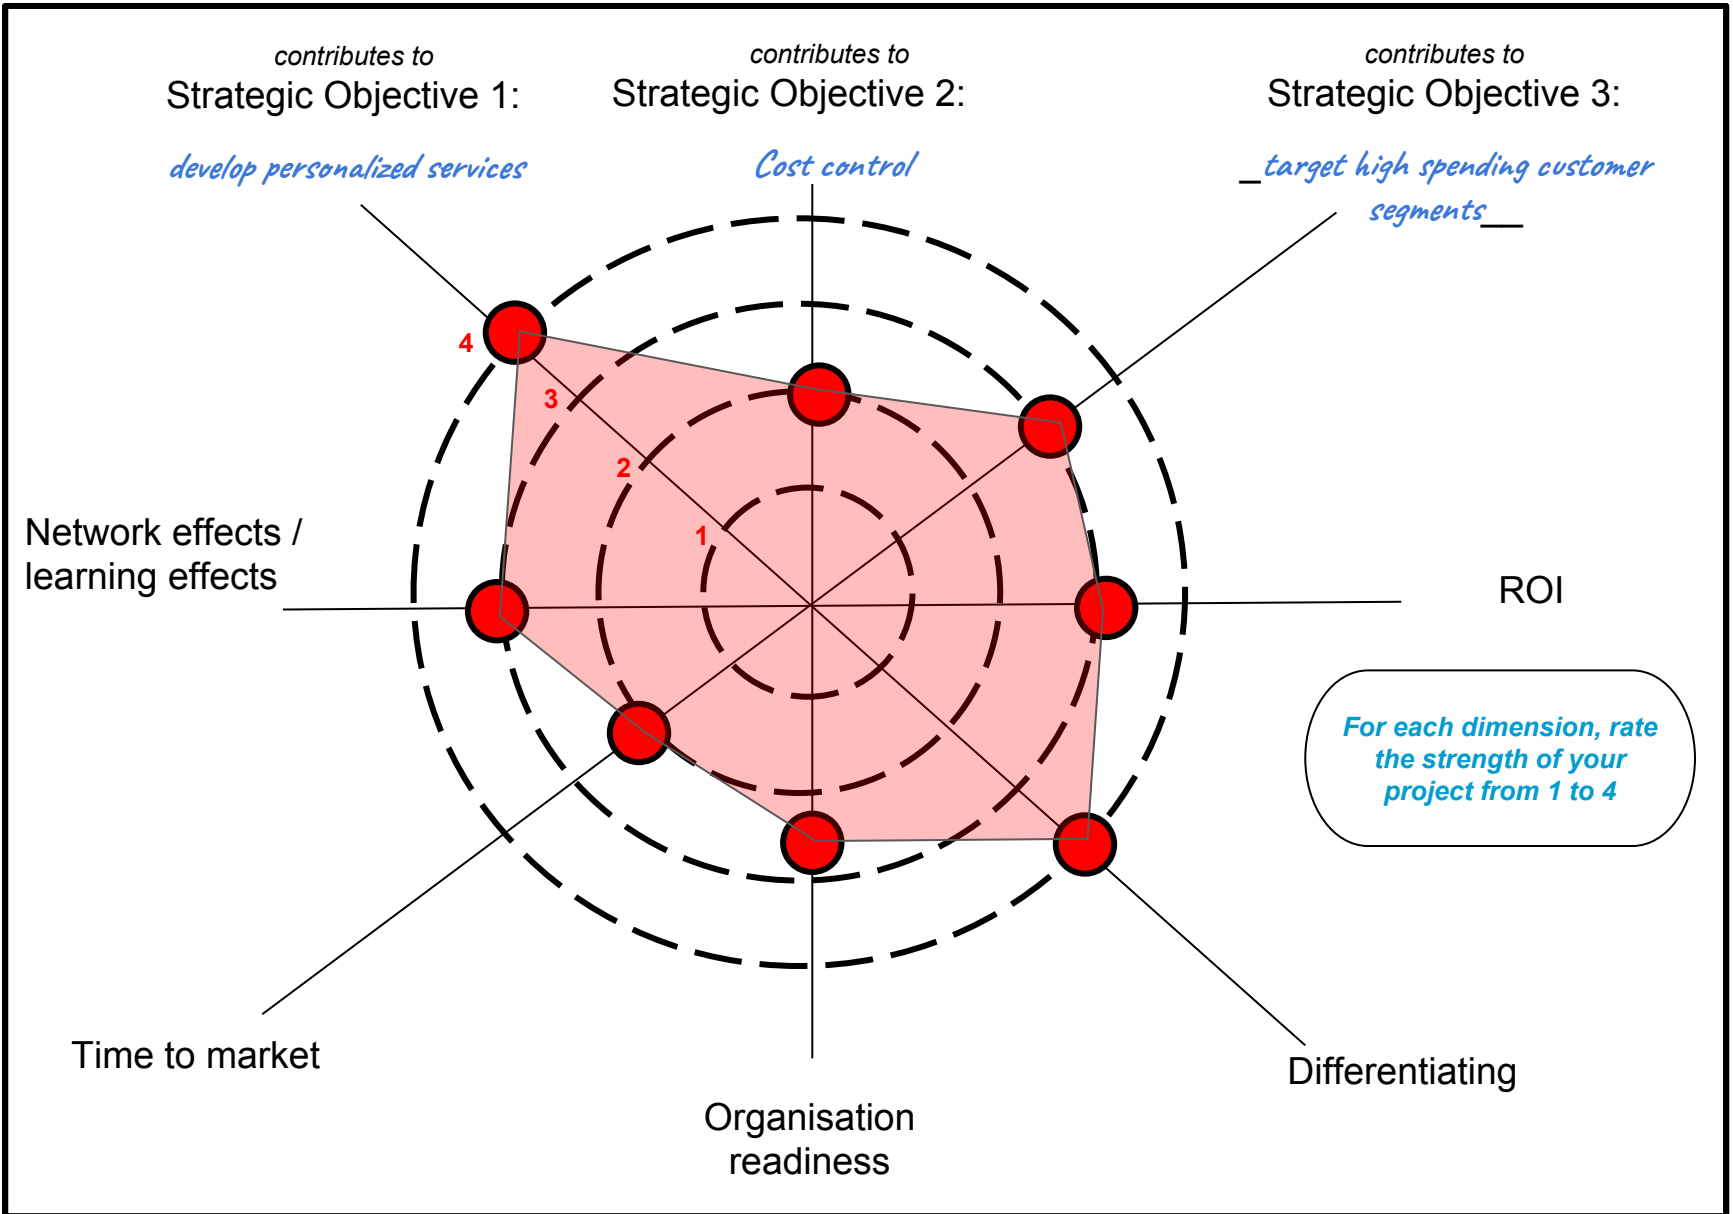 contributes to
Strategic Objective 1:
develop personalized services
contributes to
Strategic Objective 2:
Cost control
contributes to
Strategic Objective 3:
_target high spending customer
segments__
4
3
2
1
Network effects /
learning effects
ROI
For each dimension, rate
the strength of your
project from 1 to 4
Time to market
Organisation
readiness
Differentiating